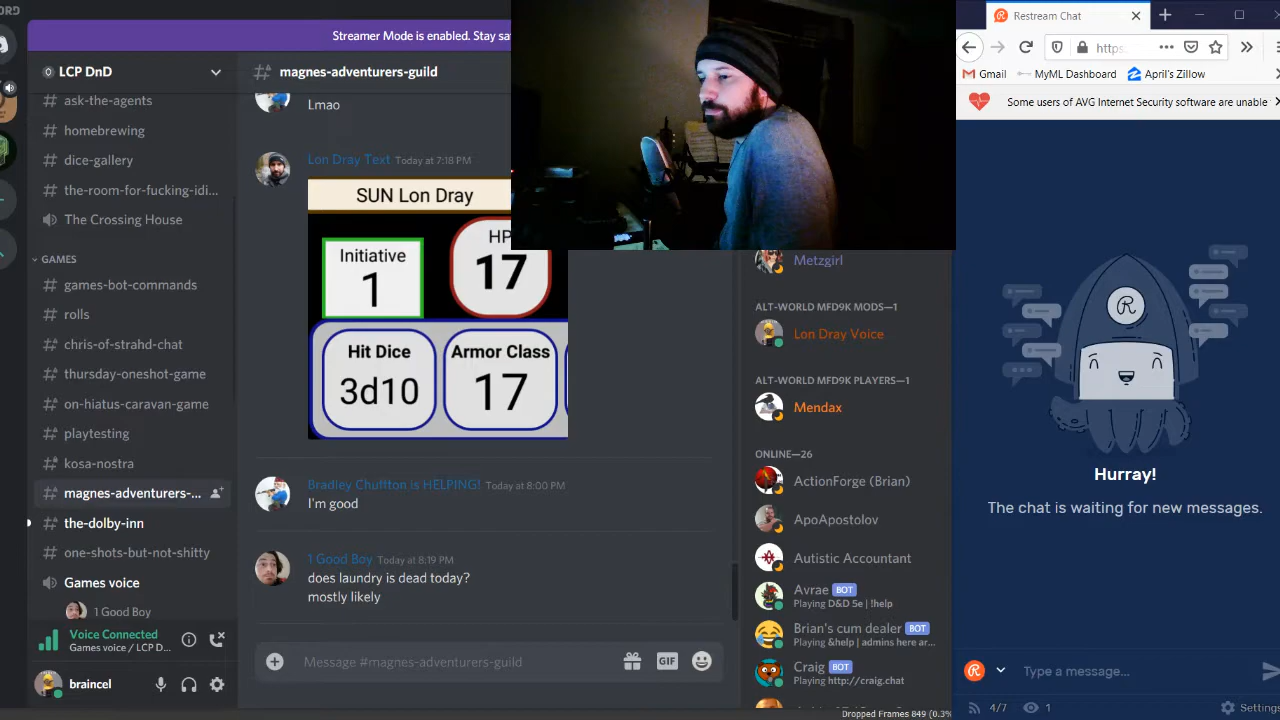 ORD
Streamer Mode is enabled. Stay sa
LCP DnD
ask-the-agents
homebrewing
dice-gallery
the-room-for-fucking-idi...
The Crossing House
GAMES
games-bot-commands
rolls
chris-obrah-chat
thursday-oneshot-game
on-hiatus-caravan-game
playtesting
kosa-nostra
magnes-adventurers-...
the-dolby-inn
one-shots-but-not-shitty
Games voice
1 Good Boy
Voice Connected
Games voice / LCP D...
aincel
magnes-adventurers-guild
Lmao
Lon Dray Text Today at 7:18 PM
SUN Lon Dray
Initiative
1
HP
17
Hit Dice
3d10
Armor Class
17
Bradley Chuffton is HELPING! Today at 8:00 PM
I'm good
1 Good Boy Today at 8:19 PM
does laundry is dead today?
mostly likely
Message #magnes-adventurers-guild
GIF
Metzgirl
ALT-WORLD MFD9K MODS—1
Lon Dray Voice
ALT-WORLD MFD9K PLAYERS—1
Mendax
ONLINE—26
ActionForge (Brian)
ApoApostolov
Autistic Accountant
Avrae BOT
Playing D&D 5e | !help
Brian's cum dealer BOT
Playing &help | admins here ar...
Craig BOT
Playing http://craig.chat
Dropped Frames 849 (0.3%
Restream Chat
https:
Gmail
MyML Dashboard
April's Zillow
Some users of AVG Internet Security software are unable
R
Hurray!
The chat is waiting for new messages.
Type a message...
4/7
1
Settings